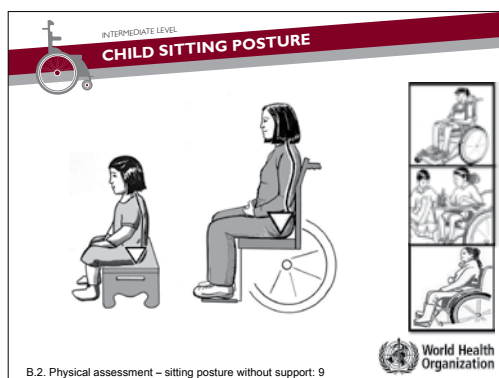 INTERMEDIATE LEVEL
CHILD SITTING POSTURE
World Health
Organization
B.2. Physical assessment – sitting posture without support: 9